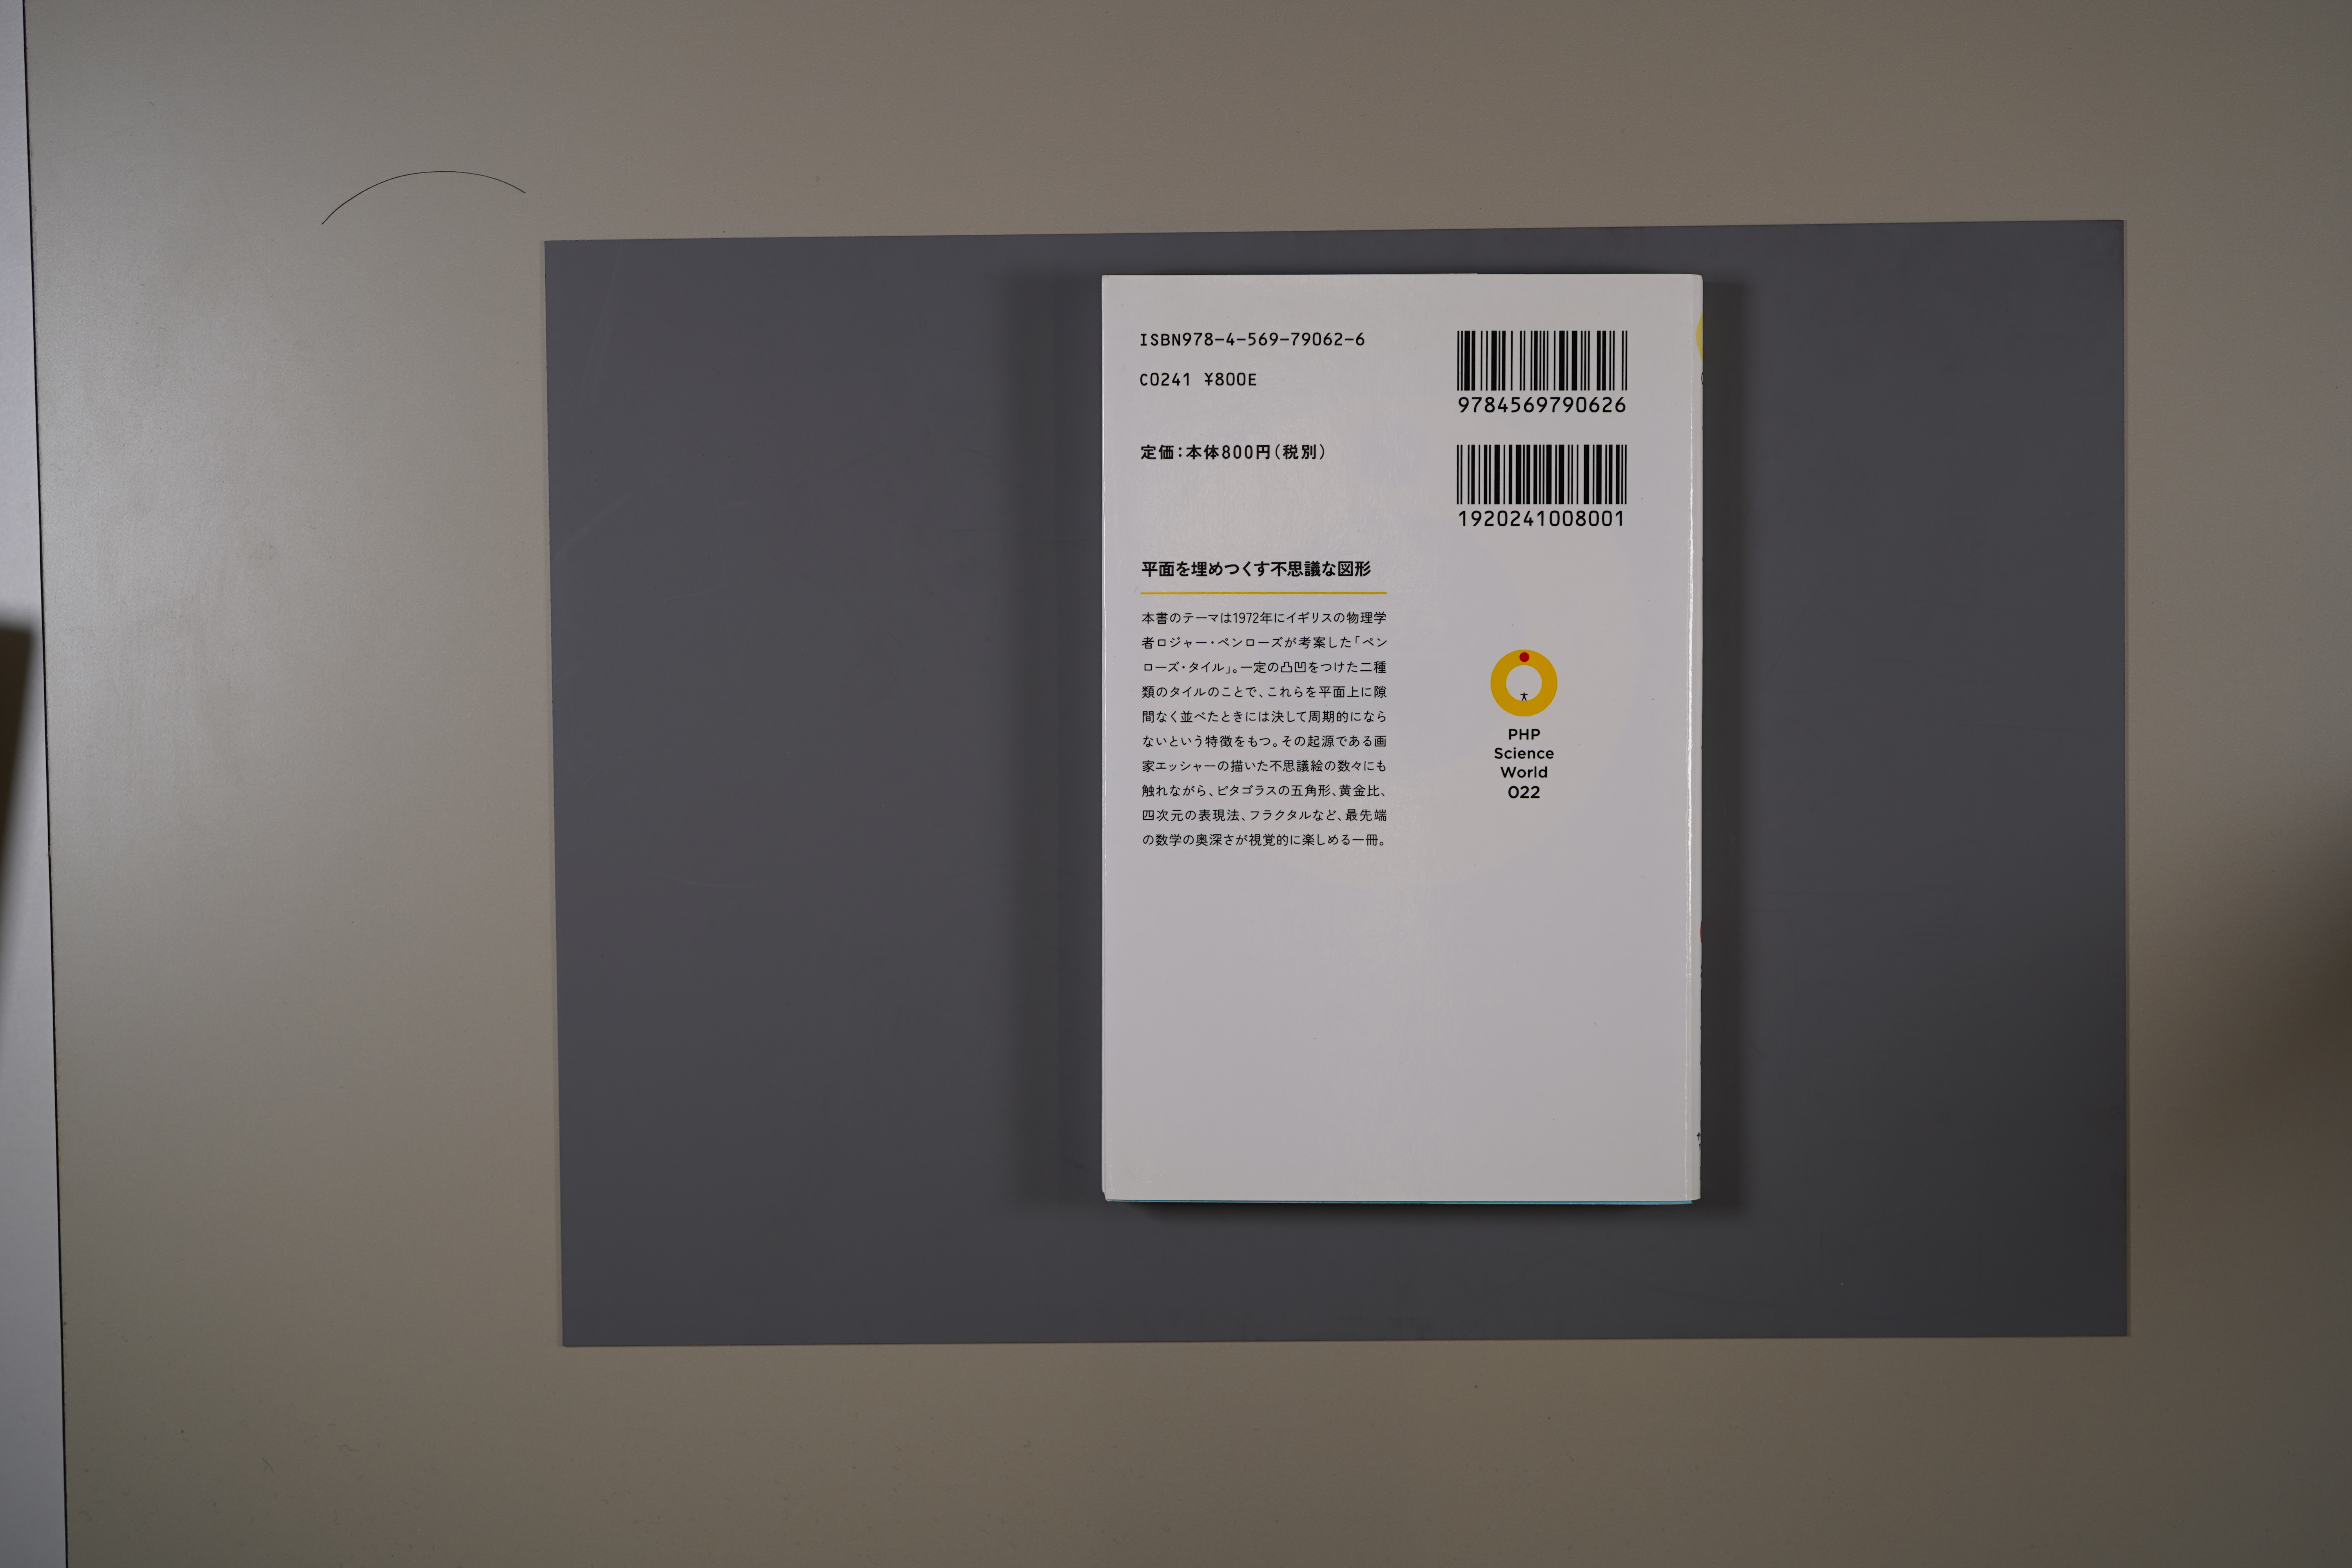 ISBN978-4-569-79062-6
C0241 ¥800E
定価：本体800円（税別）
9784569790626
1920241008001
平面を埋めつくす不思議な図形
本書のテーマは1972年にイギリスの物理学
者ロジャー・ペンローズが考案した「ペン
ローズ・タイル」。一定の凸凹をつけた二種
類のタイルのことで、これらを平面上に隙
間なく並べたときには決して周期的になら
ないという特徴をもつ。その起源である画
家エッシャーの描いた不思議絵の数々にも
触れながら、ピタゴラスの五角形、黄金比、
四次元の表現法、フラクタルなど、最先端
の数学の奥深さが視覚的に楽しめる一冊。
PHP
Science
World
022